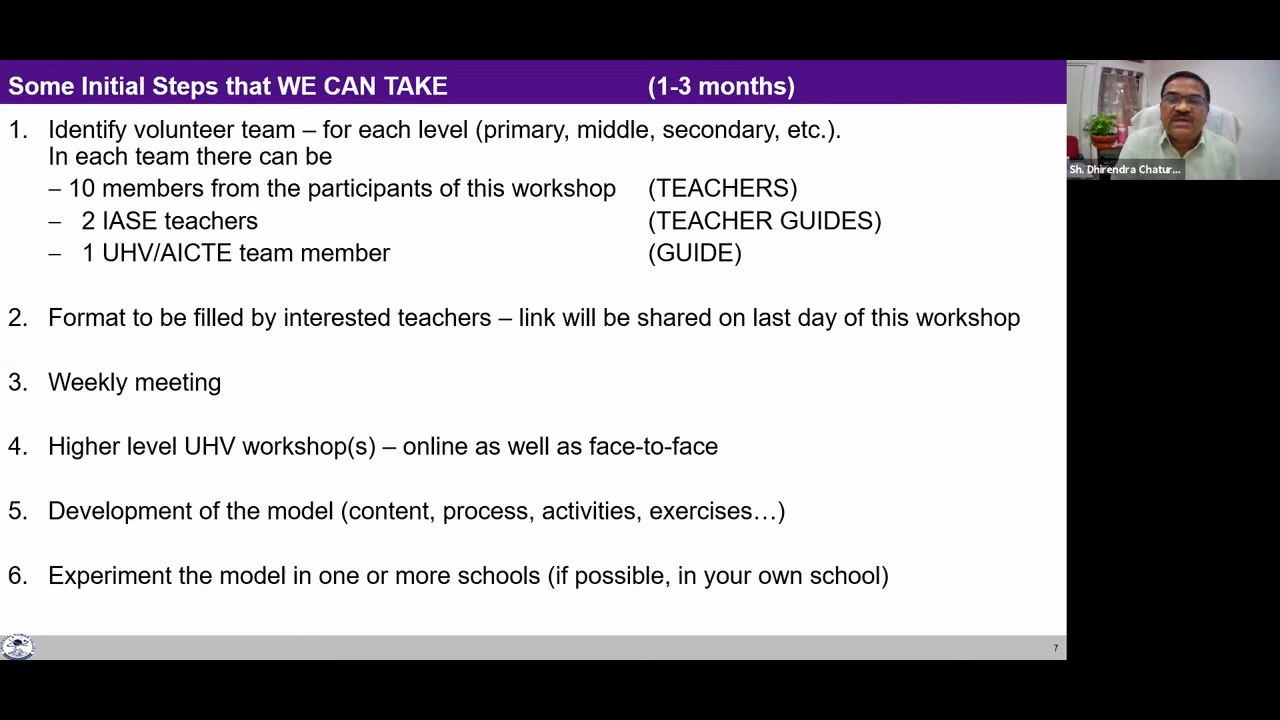 Some Initial Steps that WE CAN TAKE (1-3 months)
1. Identify volunteer team – for each level (primary, middle, secondary, etc.).
In each team there can be
– 10 members from the participants of this workshop (TEACHERS)
– 2 IASE teachers (TEACHER GUIDES)
– 1 UHV/AICTE team member (GUIDE)
2. Format to be filled by interested teachers – link will be shared on last day of this workshop
3. Weekly meeting
4. Higher level UHV workshop(s) – online as well as face-to-face
5. Development of the model (content, process, activities, exercises…)
6. Experiment the model in one or more schools (if possible, in your own school)
7
Sh. Dhirendra Chatur...